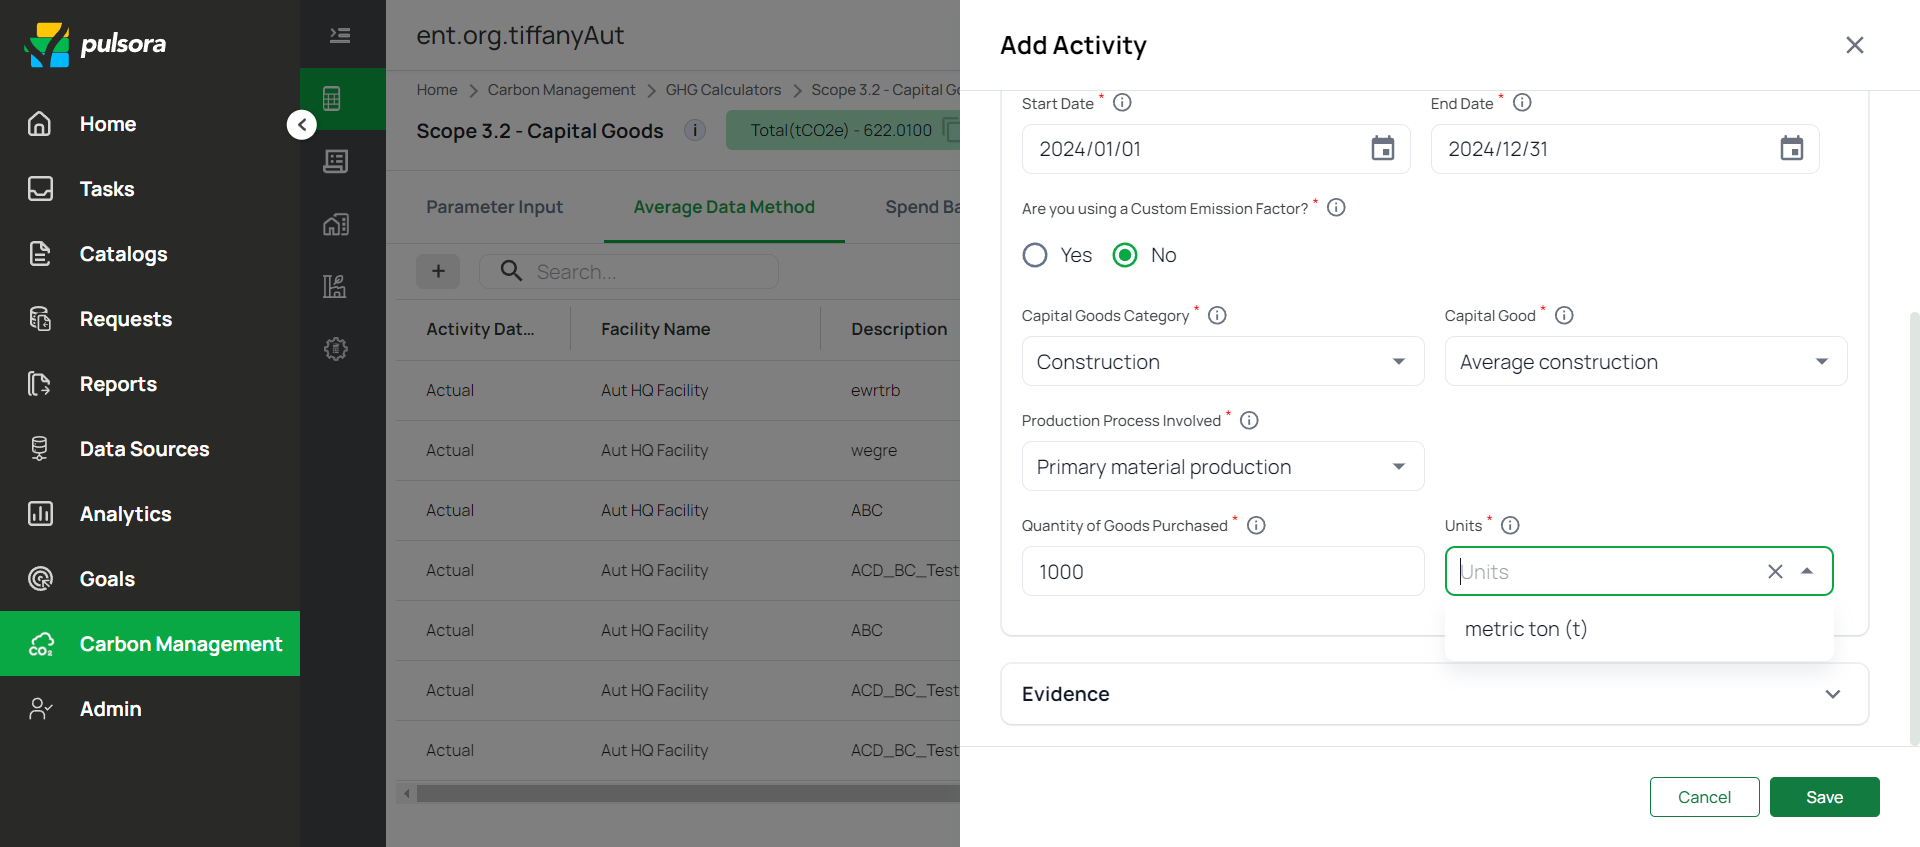 pulsora
Home
Tasks
Catalogs
Requests
Reports
Data Sources
Analytics
Goals
Carbon Management
Admin
ent.org.tiffanyAut
Home > Carbon Management > GHG Calculators > Scope 3.2 - Capital Go
Scope 3.2 - Capital Goods
Total(tCO2e) - 622.0100
Parameter Input Average Data Method Spend Ba
+ Search...
Activity Dat... Facility Name Description
Actual Aut HQ Facility ewrtrb
Actual Aut HQ Facility wegre
Actual Aut HQ Facility ABC
Actual Aut HQ Facility ACD_BC_Test
Actual Aut HQ Facility ABC
Actual Aut HQ Facility ACD_BC_Test
Actual Aut HQ Facility ACD_BC_Test
Add Activity
Start Date * End Date *
2024/01/01 2024/12/31
Are you using a Custom Emission Factor? *
Yes No
Capital Goods Category * Capital Good *
Construction Average construction
Production Process Involved *
Primary material production
Quantity of Goods Purchased * Units *
1000 Units
metric ton (t)
Evidence
Cancel Save